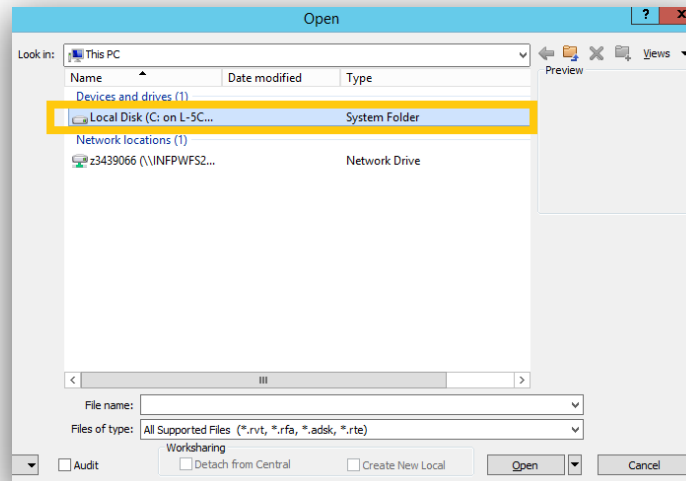 Open
? x
Look in: This PC Views
Preview
Name Date modified Type
Devices and drives (1)
Local Disk (C: on L-5C... System Folder
Network locations (1)
z3439066 (\\INFPWFS2... Network Drive
File name:
Files of type: All Supported Files (*.rvt, *.rfa, *.adsk, *.rte)
Worksharing
Audit Detach from Central Create New Local Open Cancel